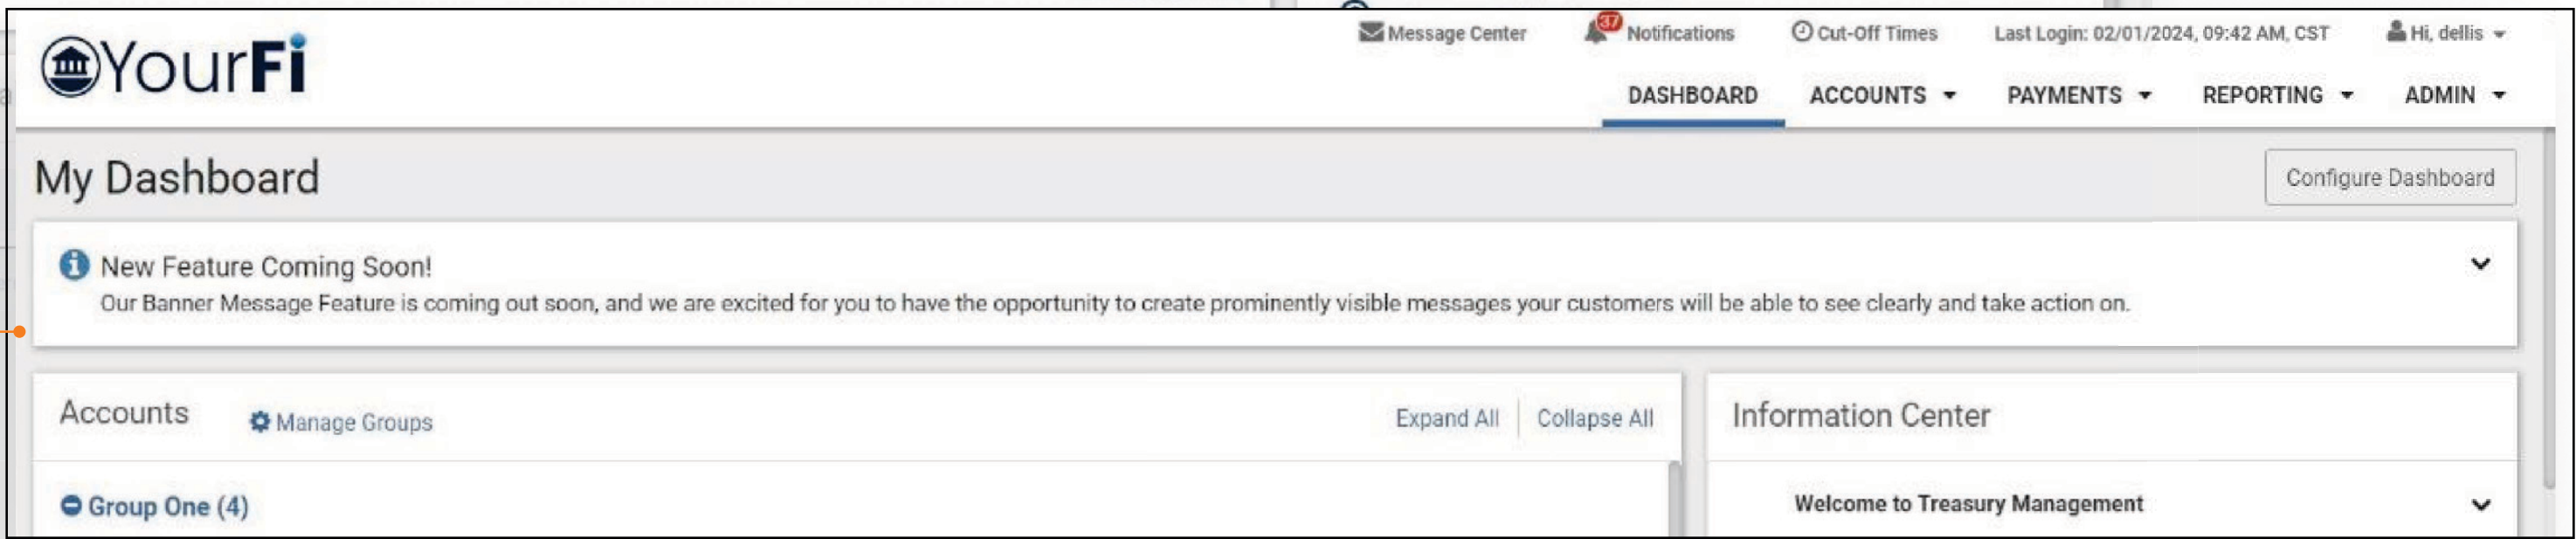 Message Center 37 Notifications Cut-Off Times Last Login: 02/01/2024, 09:42 AM, CST Hi, dellis
YourFi
DASHBOARD ACCOUNTS PAYMENTS REPORTING ADMIN
My Dashboard
Configure Dashboard
New Feature Coming Soon!
Our Banner Message Feature is coming out soon, and we are excited for you to have the opportunity to create prominently visible messages your customers will be able to see clearly and take action on.
Accounts Manage Groups Expand All Collapse All
Information Center
Group One (4)
Welcome to Treasury Management